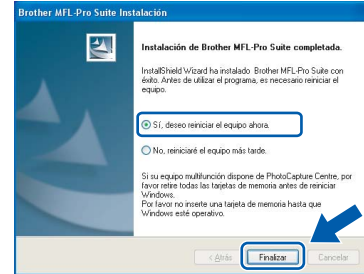 Brother MFL-Pro Suite Instalación
Instalación de Brother MFL-Pro Suite completada.
InstallShield Wizard ha instalado Brother MFL-Pro Suite con
éxito. Antes de utilizar el programa, es necesario reiniciar el
equipo.
Sí, deseo reiniciar el equipo ahora.
No, reiniciaré el equipo más tarde.
Si su equipo multifunción dispone de PhotoCapture Centre, por
favor retire todas las tarjetas de memoria antes de reiniciar
Windows.
Por favor no inserte una tarjeta de memoria hasta que
Windows esté operativo.
< Atrás
Finalizar
Cancelar